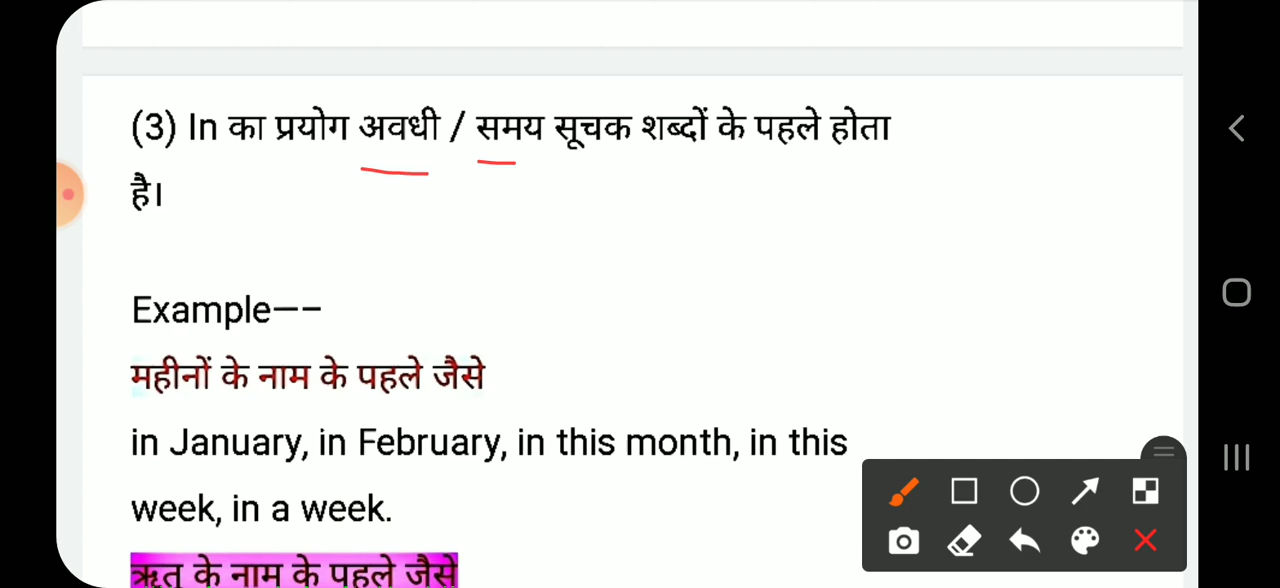 (3) In का प्रयोग अवधी / समय सूचक शब्दों के पहले होता
है।
Example––
महीनों के नाम के पहले जैसे
in January, in February, in this month, in this
week, in a week.
ऋतु के नाम के पहले जैसे